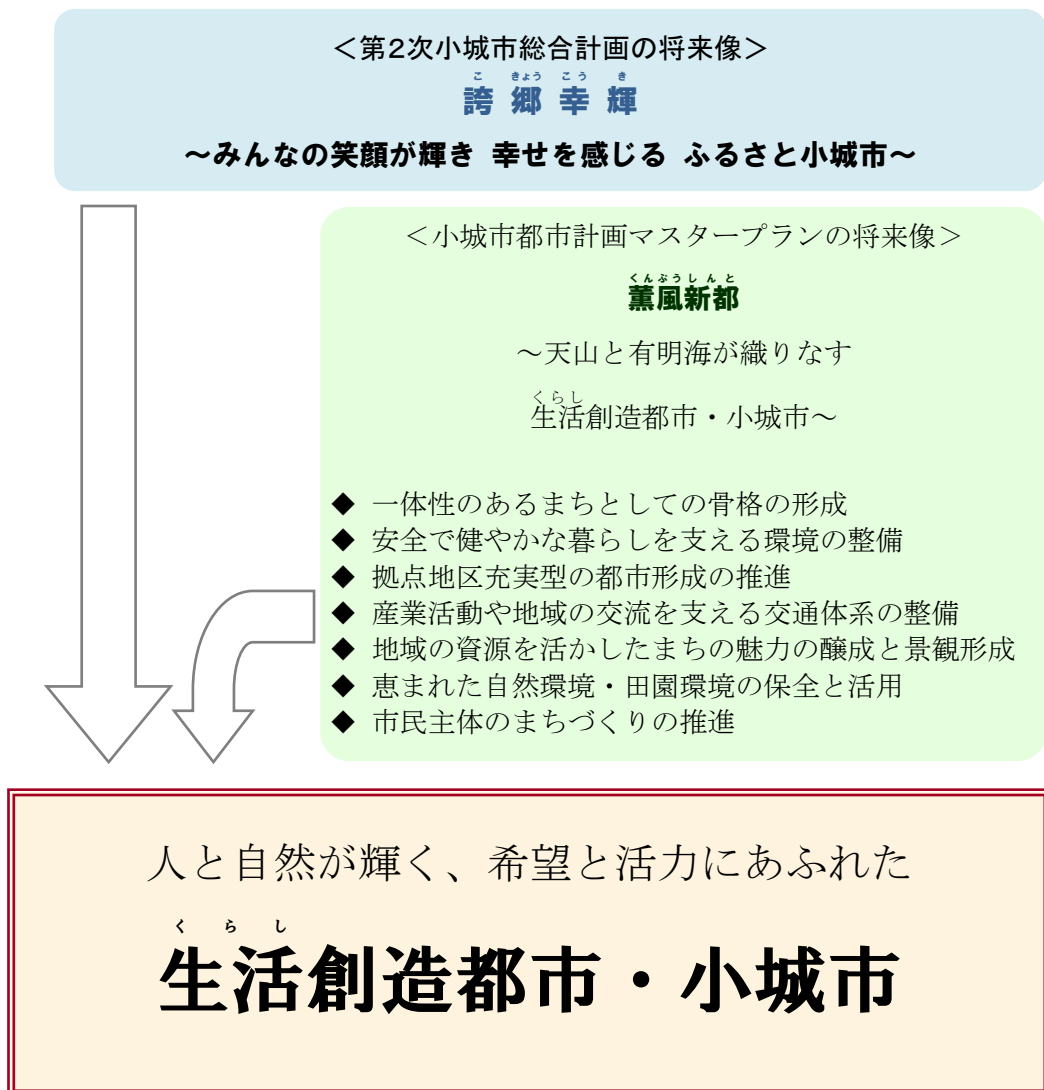 ＜第2次小城市総合計画の将来像＞
こ きょう こう き
誇 郷 幸 輝
～みんなの笑顔が輝き 幸せを感じる ふるさと小城市～
＜小城市都市計画マスタープランの将来像＞
くんぷうしんと
薫風新都
～天山と有明海が織りなす
くらし
生活創造都市・小城市～
◆ 一体性のあるまちとしての骨格の形成
◆ 安全で健やかな暮らしを支える環境の整備
◆ 拠点地区充実型の都市形成の推進
◆ 産業活動や地域の交流を支える交通体系の整備
◆ 地域の資源を活かしたまちの魅力の醸成と景観形成
◆ 恵まれた自然環境・田園環境の保全と活用
◆ 市民主体のまちづくりの推進
人と自然が輝く、希望と活力にあふれた
く ら し
生活創造都市・小城市